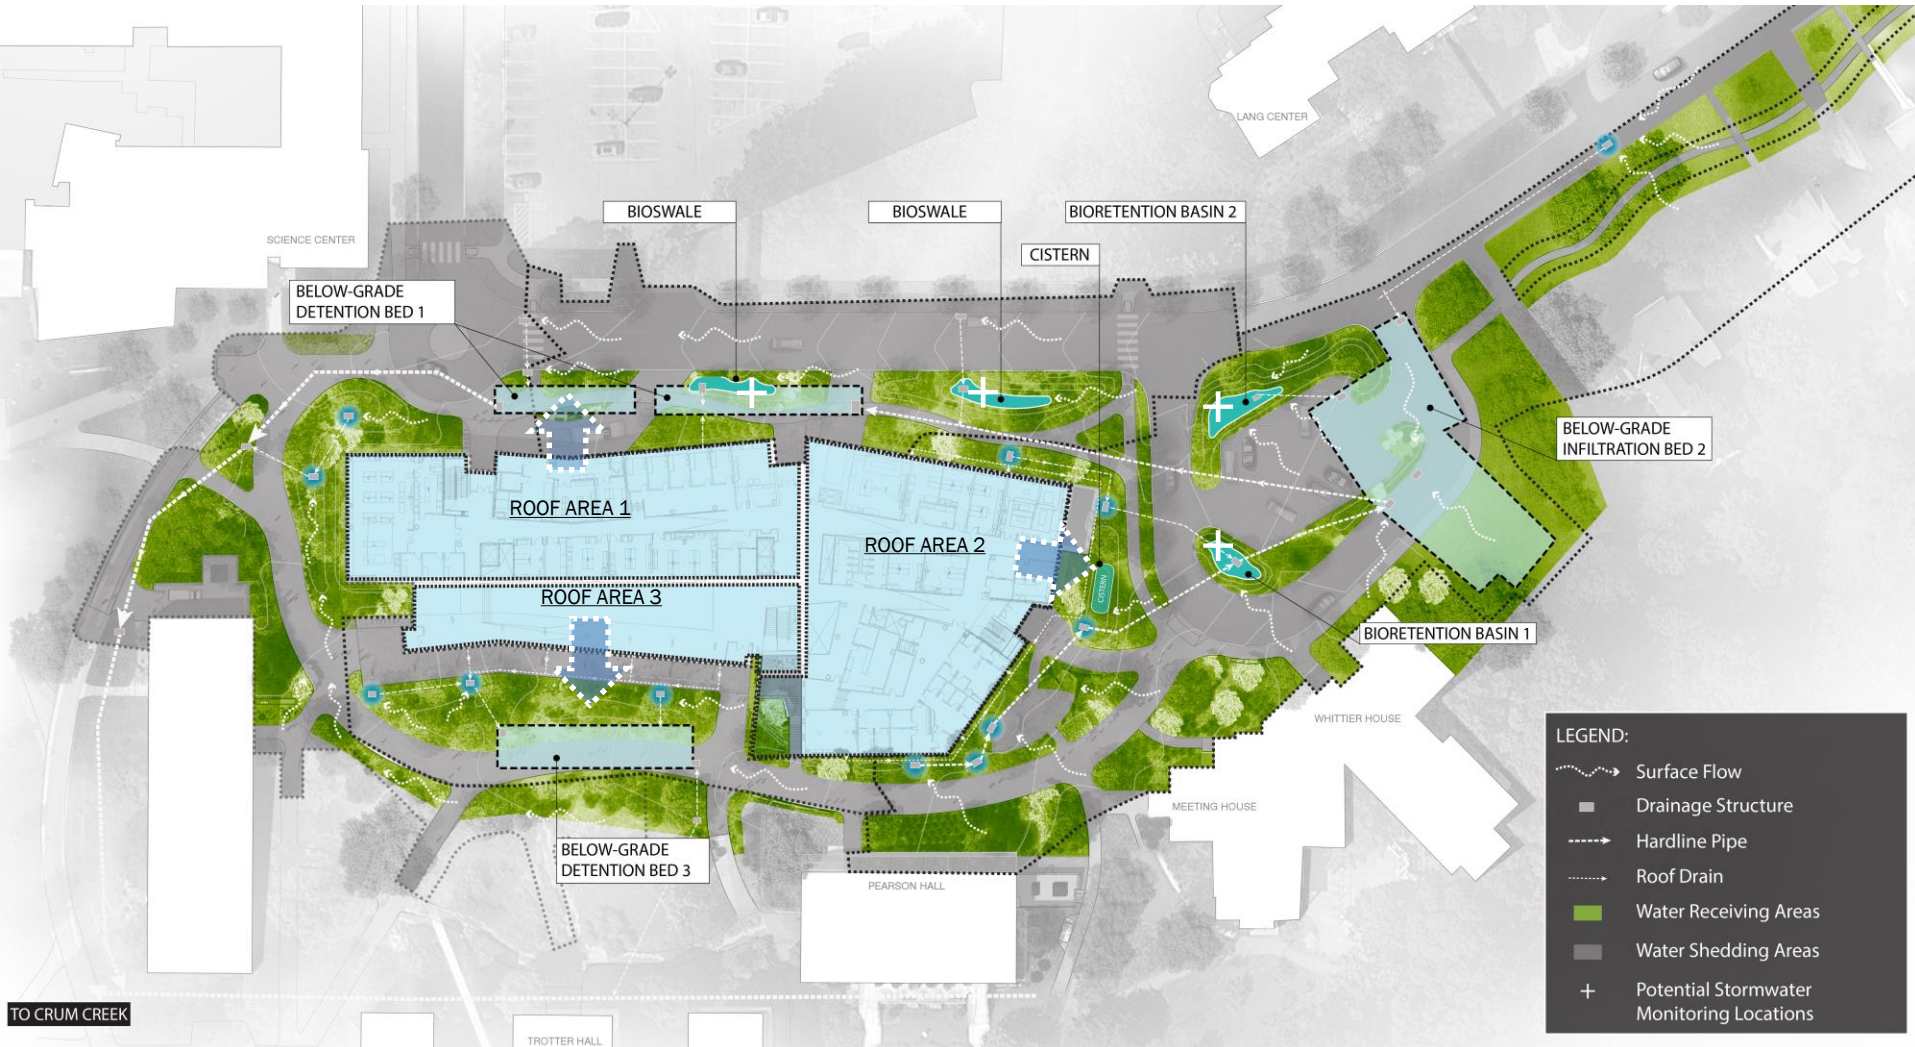 LANG CENTER
BIOSWALE
BIOSWALE
BIORETENTION BASIN 2
SCIENCE CENTER
CISTERN
BELOW-GRADE
DETENTION BED 1
BELOW-GRADE
INFILTRATION BED 2
ROOF AREA 1
ROOF AREA 2
CISTERN
ROOF AREA 3
BIORETENTION BASIN 1
WHITTIER HOUSE
LEGEND:
Surface Flow
Drainage Structure
Hardline Pipe
Roof Drain
Water Receiving Areas
Water Shedding Areas
Potential Stormwater
Monitoring Locations
MEETING HOUSE
BELOW-GRADE
DETENTION BED 3
PEARSON HALL
TO CRUM CREEK
TROTTER HALL